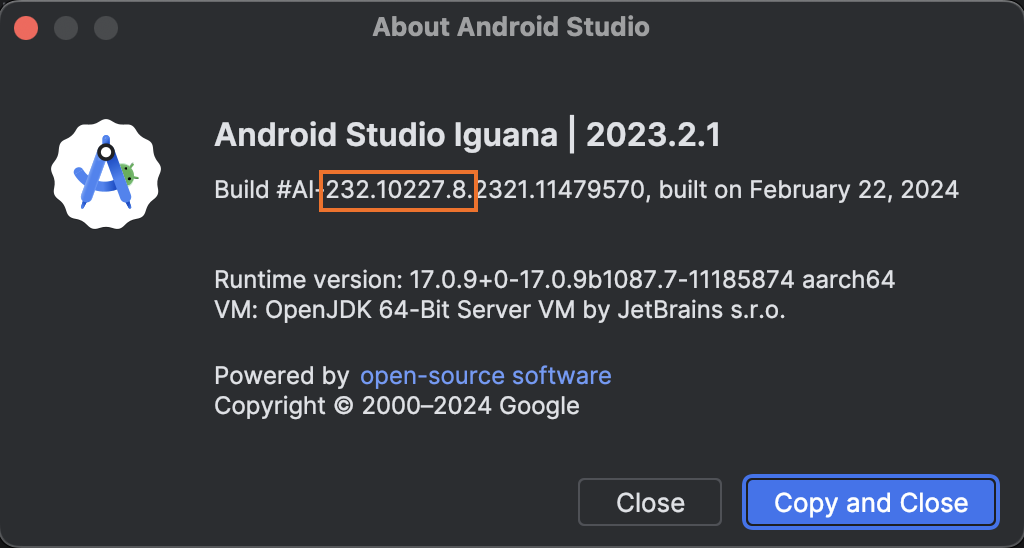 About Android Studio
Android Studio Iguana | 2023.2.1
Build #AI-232.10227.8.2321.11479570, built on February 22, 2024
Runtime version: 17.0.9+0-17.0.9b1087.7-11185874 aarch64
VM: OpenJDK 64-Bit Server VM by JetBrains s.r.o.
Powered by open-source software
Copyright © 2000–2024 Google
Close
Copy and Close